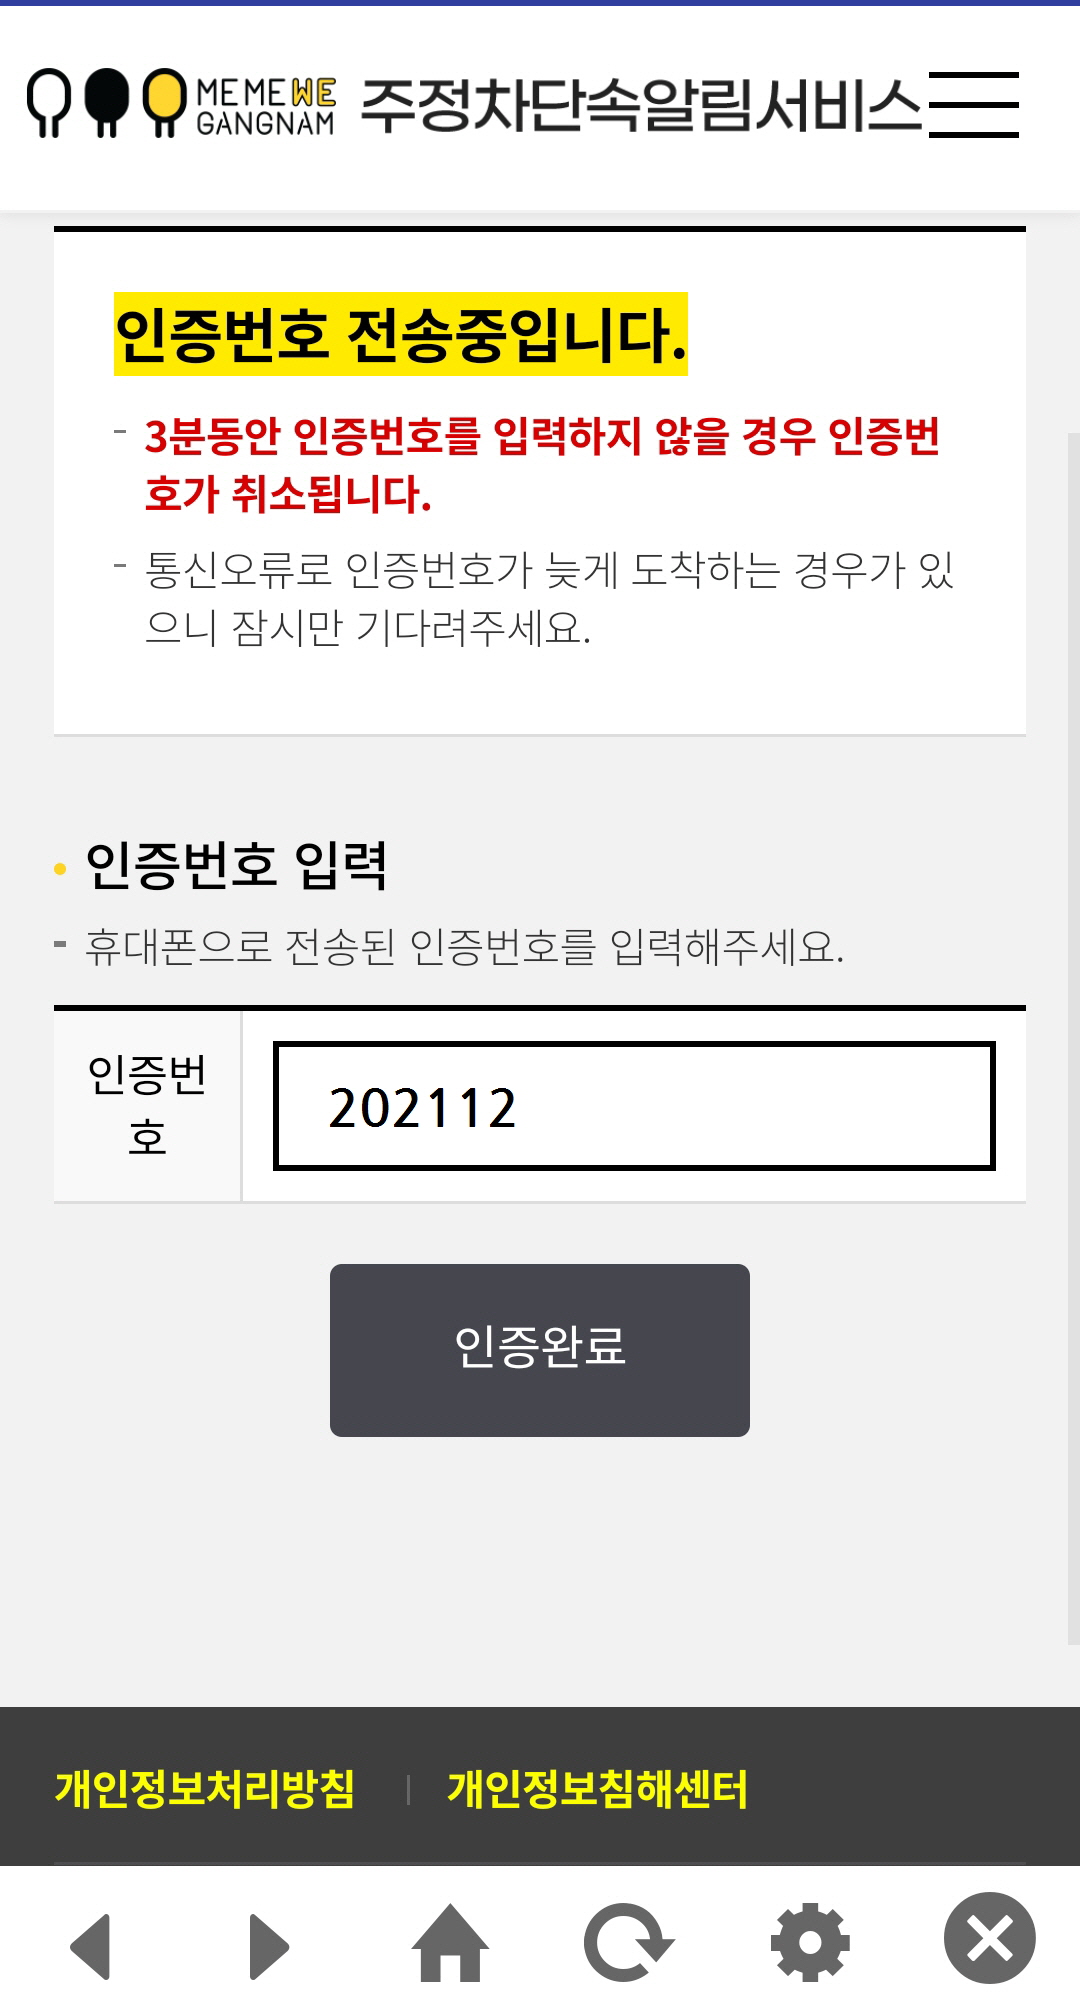 MEMEWE
GANGNAM
주정차단속알림서비스
인증번호 전송중입니다.
- 3분동안 인증번호를 입력하지 않을 경우 인증번
호가 취소됩니다.
- 통신오류로 인증번호가 늦게 도착하는 경우가 있
으니 잠시만 기다려주세요.
인증번호 입력
- 휴대폰으로 전송된 인증번호를 입력해주세요.
인증번
호
202112
인증완료
개인정보처리방침 | 개인정보침해센터